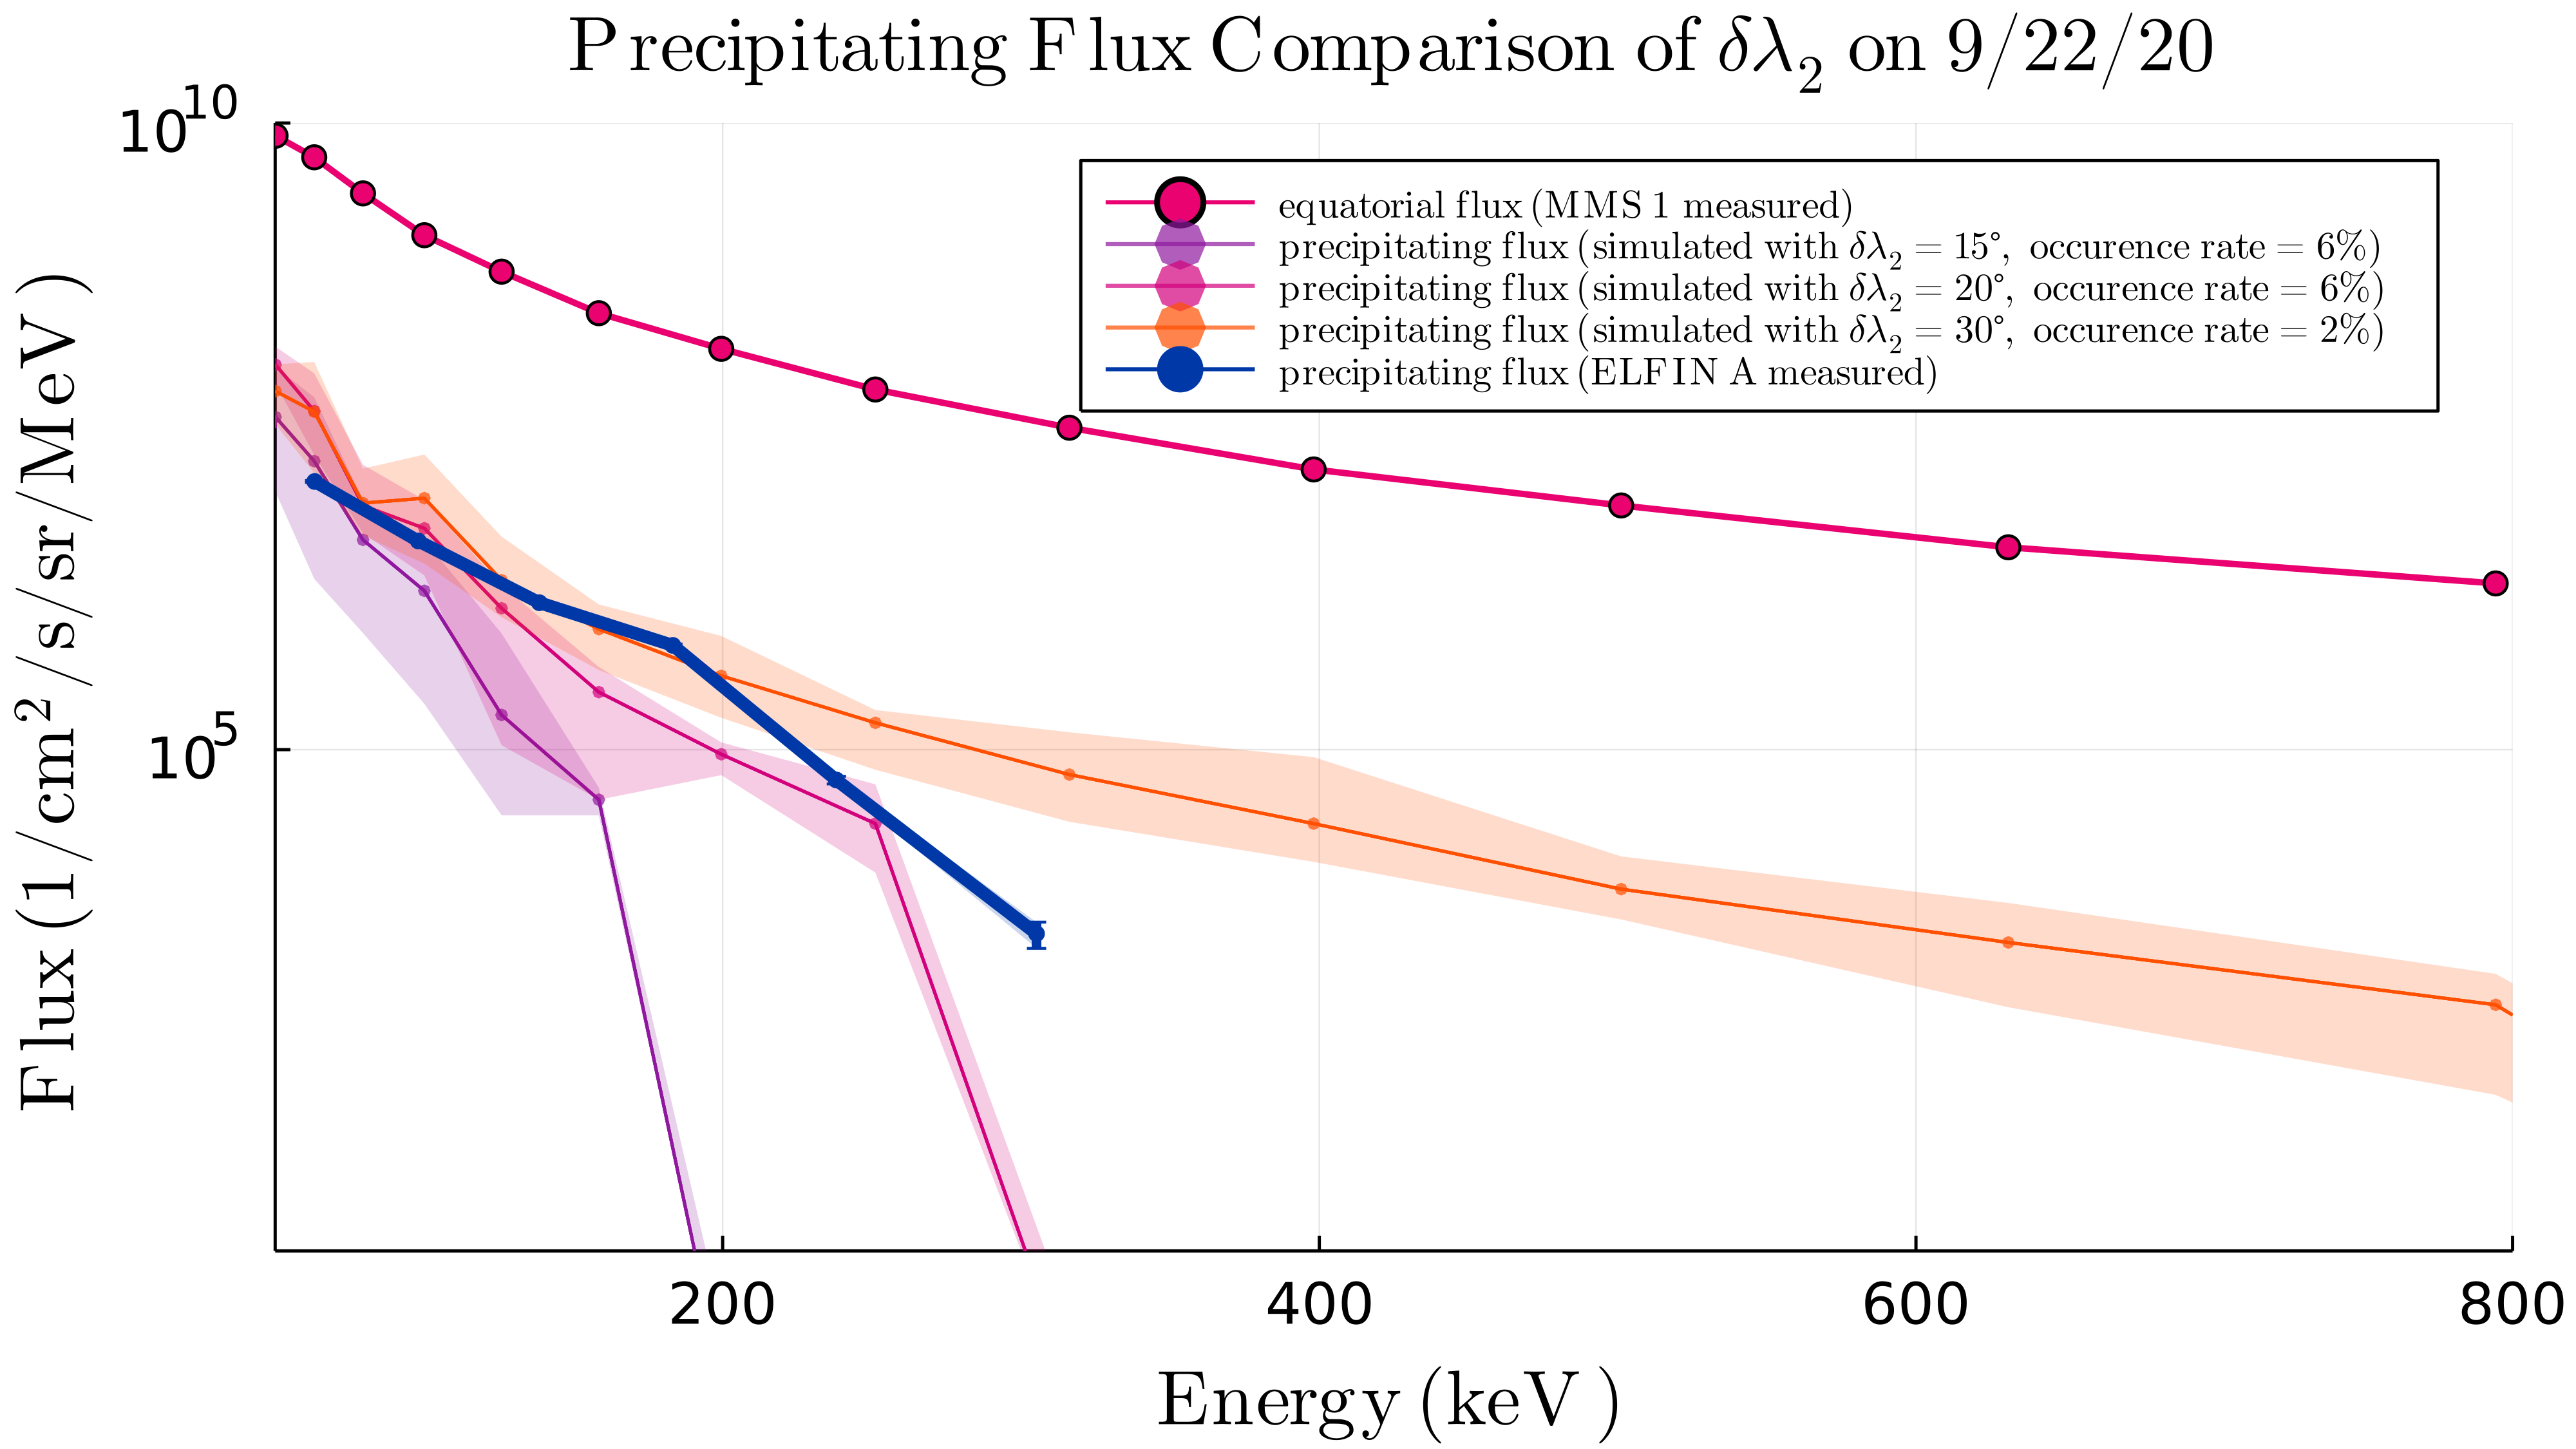 Precipitating Flux Comparison of δλ₂ on 9/22/20
10¹⁰
equatorial flux (MMS 1 measured)
precipitating flux (simulated with δλ₂ = 15°, occurence rate = 6%)
precipitating flux (simulated with δλ₂ = 20°, occurence rate = 6%)
precipitating flux (simulated with δλ₂ = 30°, occurence rate = 2%)
precipitating flux (ELFIN A measured)
Flux (1/cm²/s/sr/MeV)
10⁵
200 400 600 800
Energy (keV)